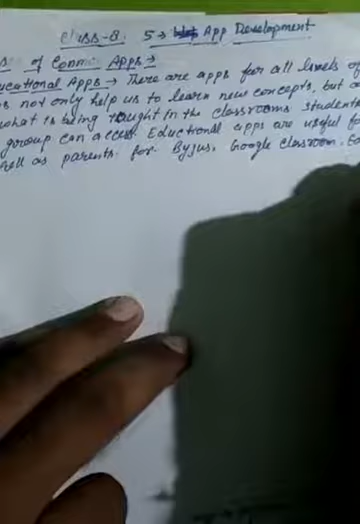 Class-8. 5 → App Development
of Comm: Apps →
ucational Apps → There are apps for all levels of
not only help us to learn new concepts, but
what is being taught in the classrooms. Student
group can access. Eductional apps are useful fo
well as parents. for. Byjus, Google classroom.